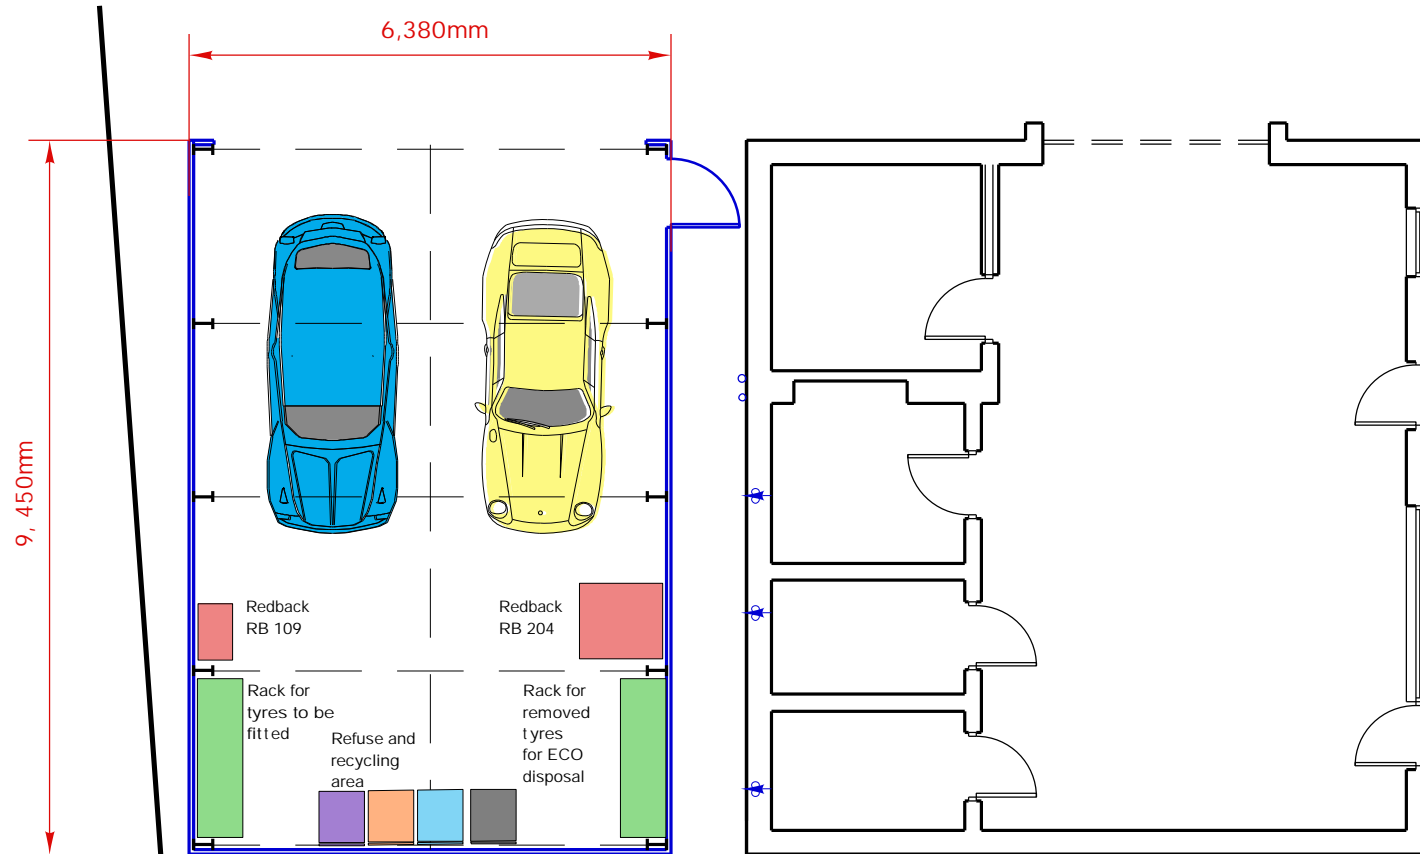 6,380mm
9, 450mm
Redback
RB 109
Redback
RB 204
Rack for
tyres to be
fitted
Refuse and
recycling
area
Rack for
removed
tyres
for ECO
disposal